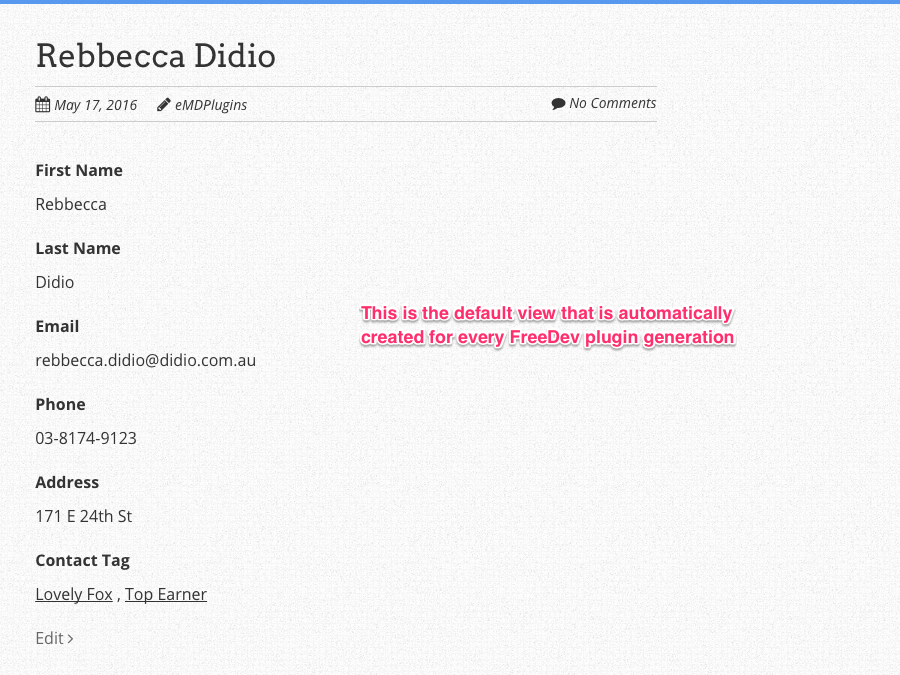 Rebbecca Didio
May 17, 2016 eMDPlugins No Comments
First Name
Rebbecca
Last Name
Didio
This is the default view that is automatically
created for every FreeDev plugin generation
Email
rebbecca.didio@didio.com.au
Phone
03-8174-9123
Address
171 E 24th St
Contact Tag
Lovely Fox , Top Earner
Edit ›